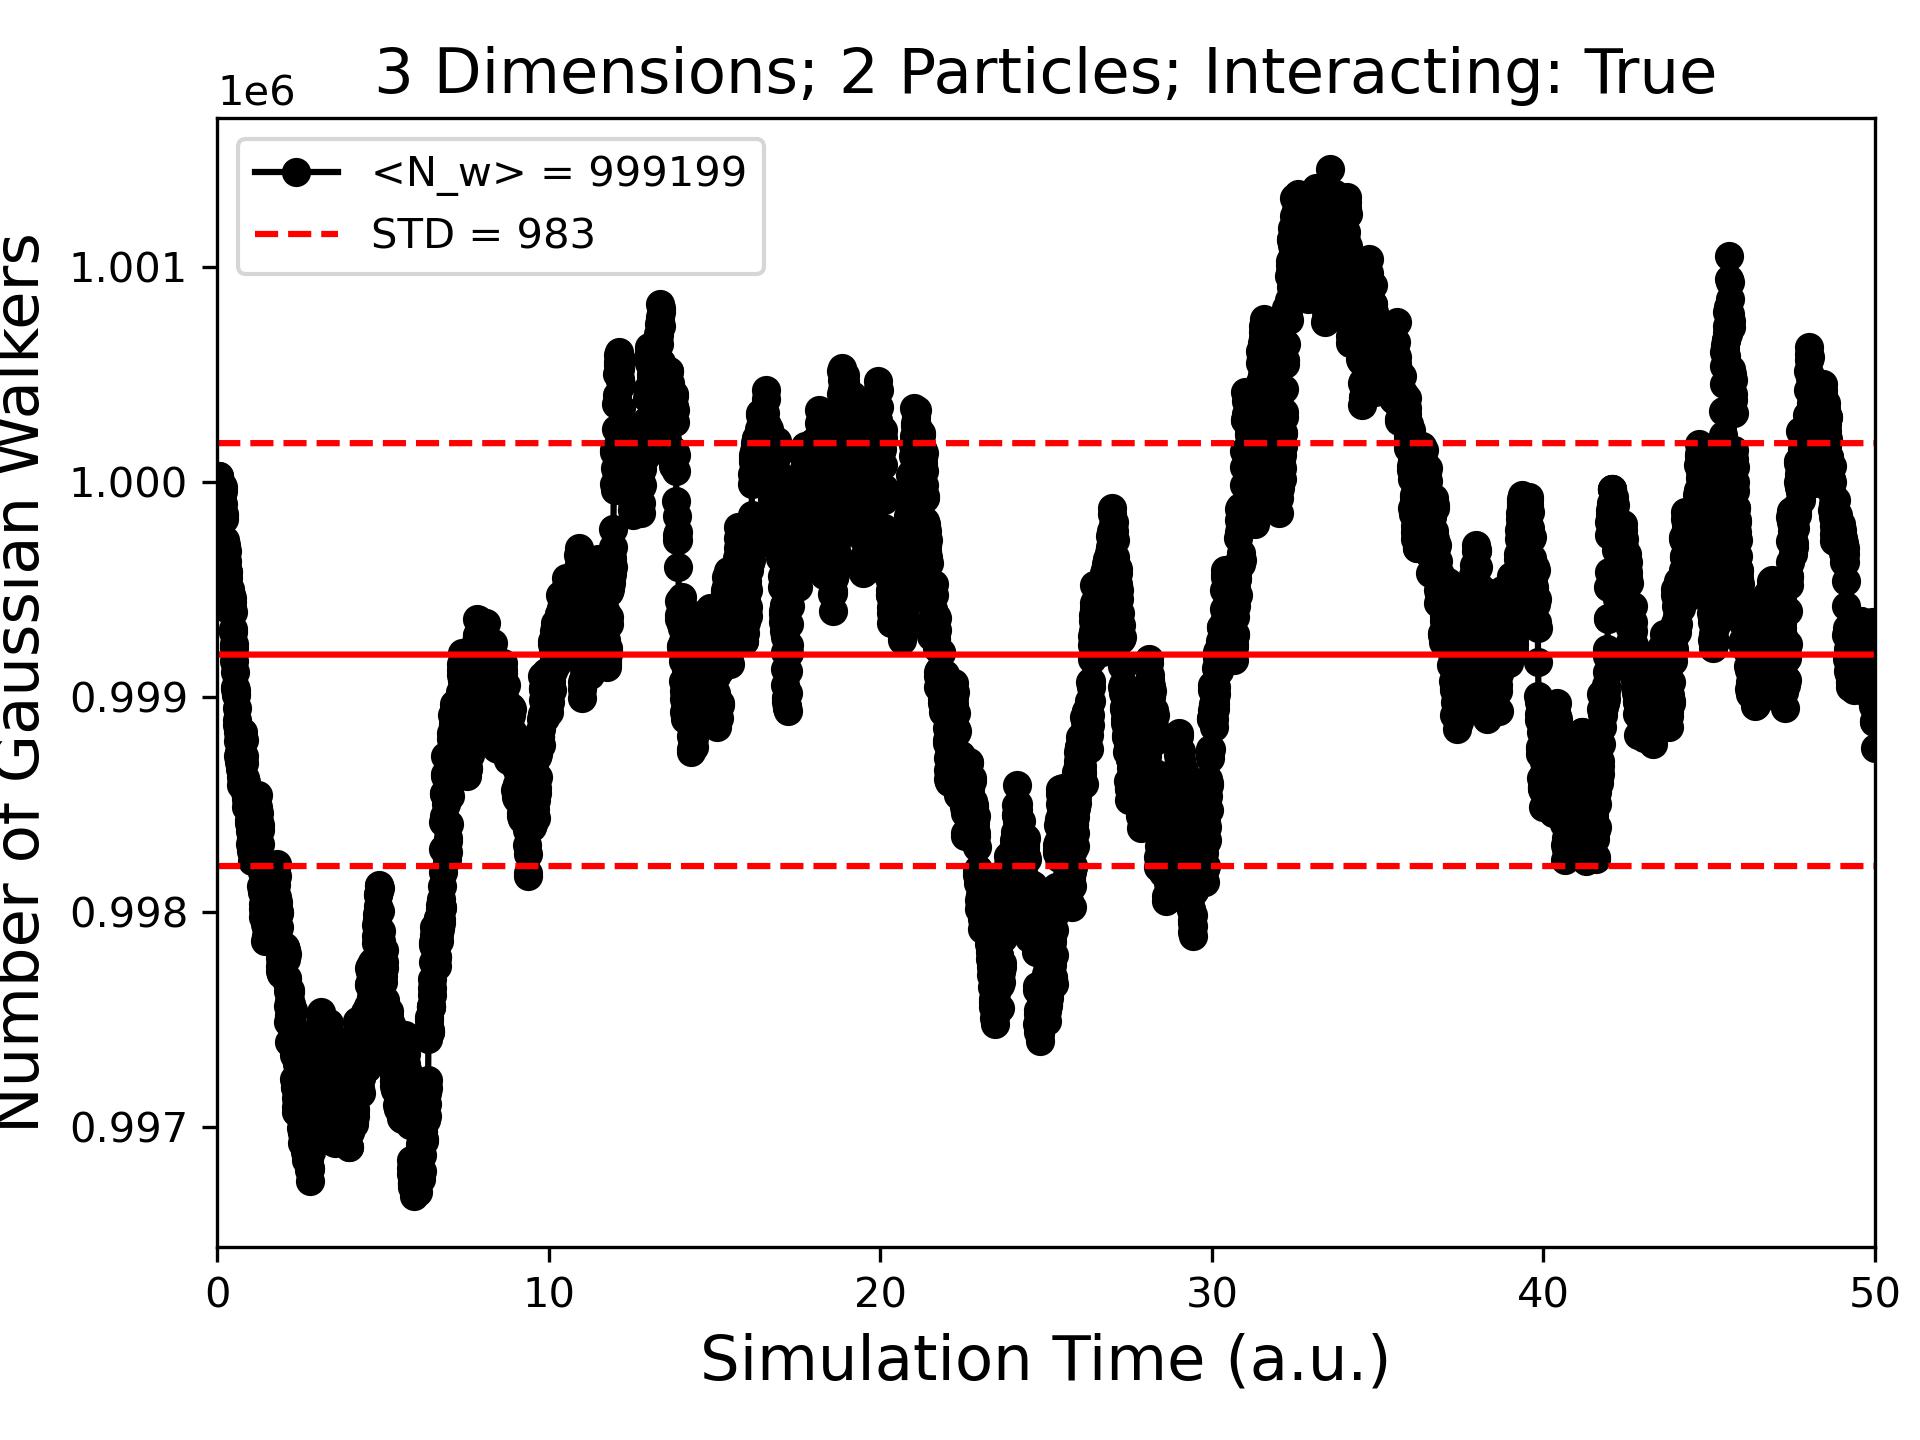 3 Dimensions; 2 Particles; Interacting: True
1e6
<N_w> = 999199
STD = 983
Number of Gaussian Walkers
1.001
1.000
0.999
0.998
0.997
0 10 20 30 40 50
Simulation Time (a.u.)